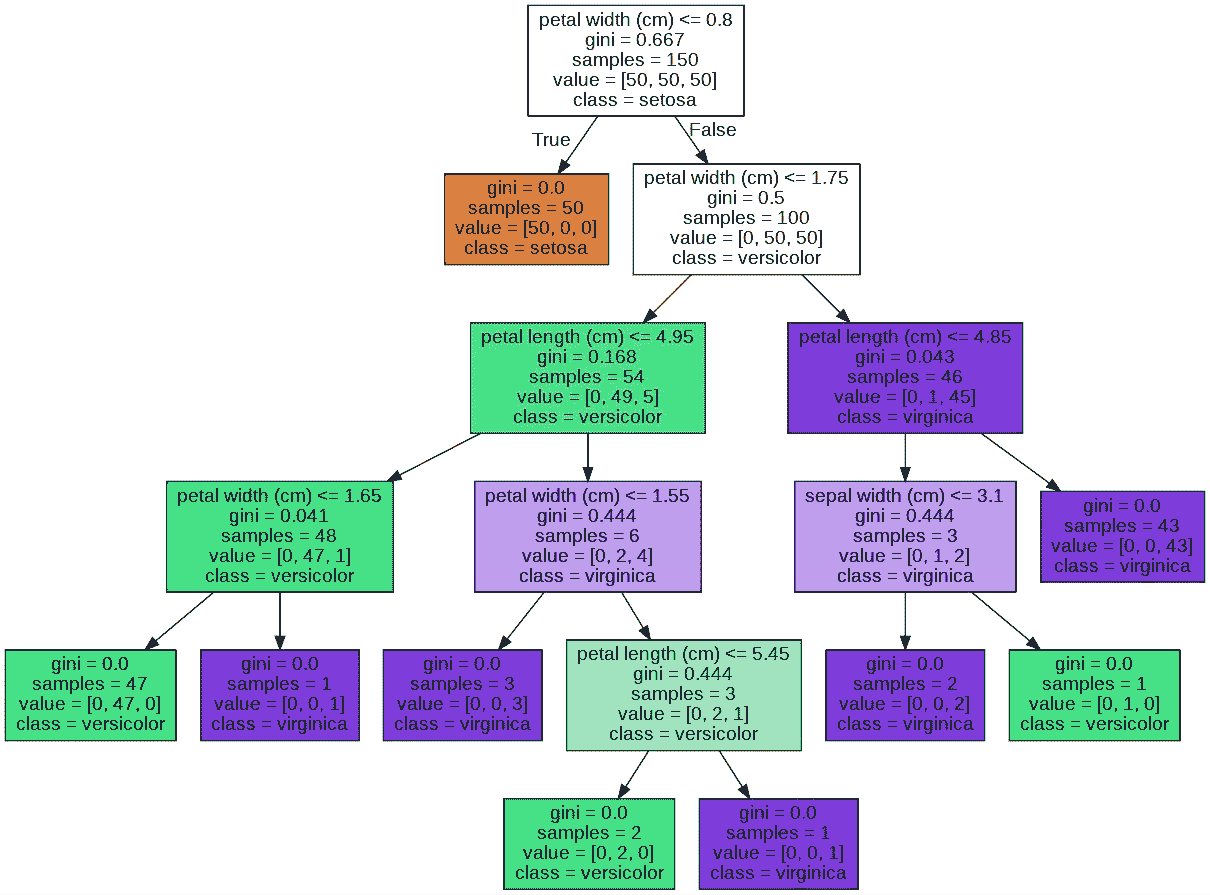 petal width (cm) <= 0.8
gini = 0.667
samples = 150
value = [50, 50, 50]
class = setosa
True
False
gini = 0.0
samples = 50
value = [50, 0, 0]
class = setosa
petal width (cm) <= 1.75
gini = 0.5
samples = 100
value = [0, 50, 50]
class = versicolor
petal length (cm) <= 4.95
gini = 0.168
samples = 54
value = [0, 49, 5]
class = versicolor
petal length (cm) <= 4.85
gini = 0.043
samples = 46
value = [0, 1, 45]
class = virginica
petal width (cm) <= 1.65
gini = 0.041
samples = 48
value = [0, 47, 1]
class = versicolor
petal width (cm) <= 1.55
gini = 0.444
samples = 6
value = [0, 2, 4]
class = virginica
sepal width (cm) <= 3.1
gini = 0.444
samples = 3
value = [0, 1, 2]
class = virginica
gini = 0.0
samples = 43
value = [0, 0, 43]
class = virginica
gini = 0.0
samples = 47
value = [0, 47, 0]
class = versicolor
gini = 0.0
samples = 1
value = [0, 0, 1]
class = virginica
gini = 0.0
samples = 3
value = [0, 0, 3]
class = virginica
petal length (cm) <= 5.45
gini = 0.444
samples = 3
value = [0, 2, 1]
class = versicolor
gini = 0.0
samples = 2
value = [0, 0, 2]
class = virginica
gini = 0.0
samples = 1
value = [0, 1, 0]
class = versicolor
gini = 0.0
samples = 2
value = [0, 2, 0]
class = versicolor
gini = 0.0
samples = 1
value = [0, 0, 1]
class = virginica